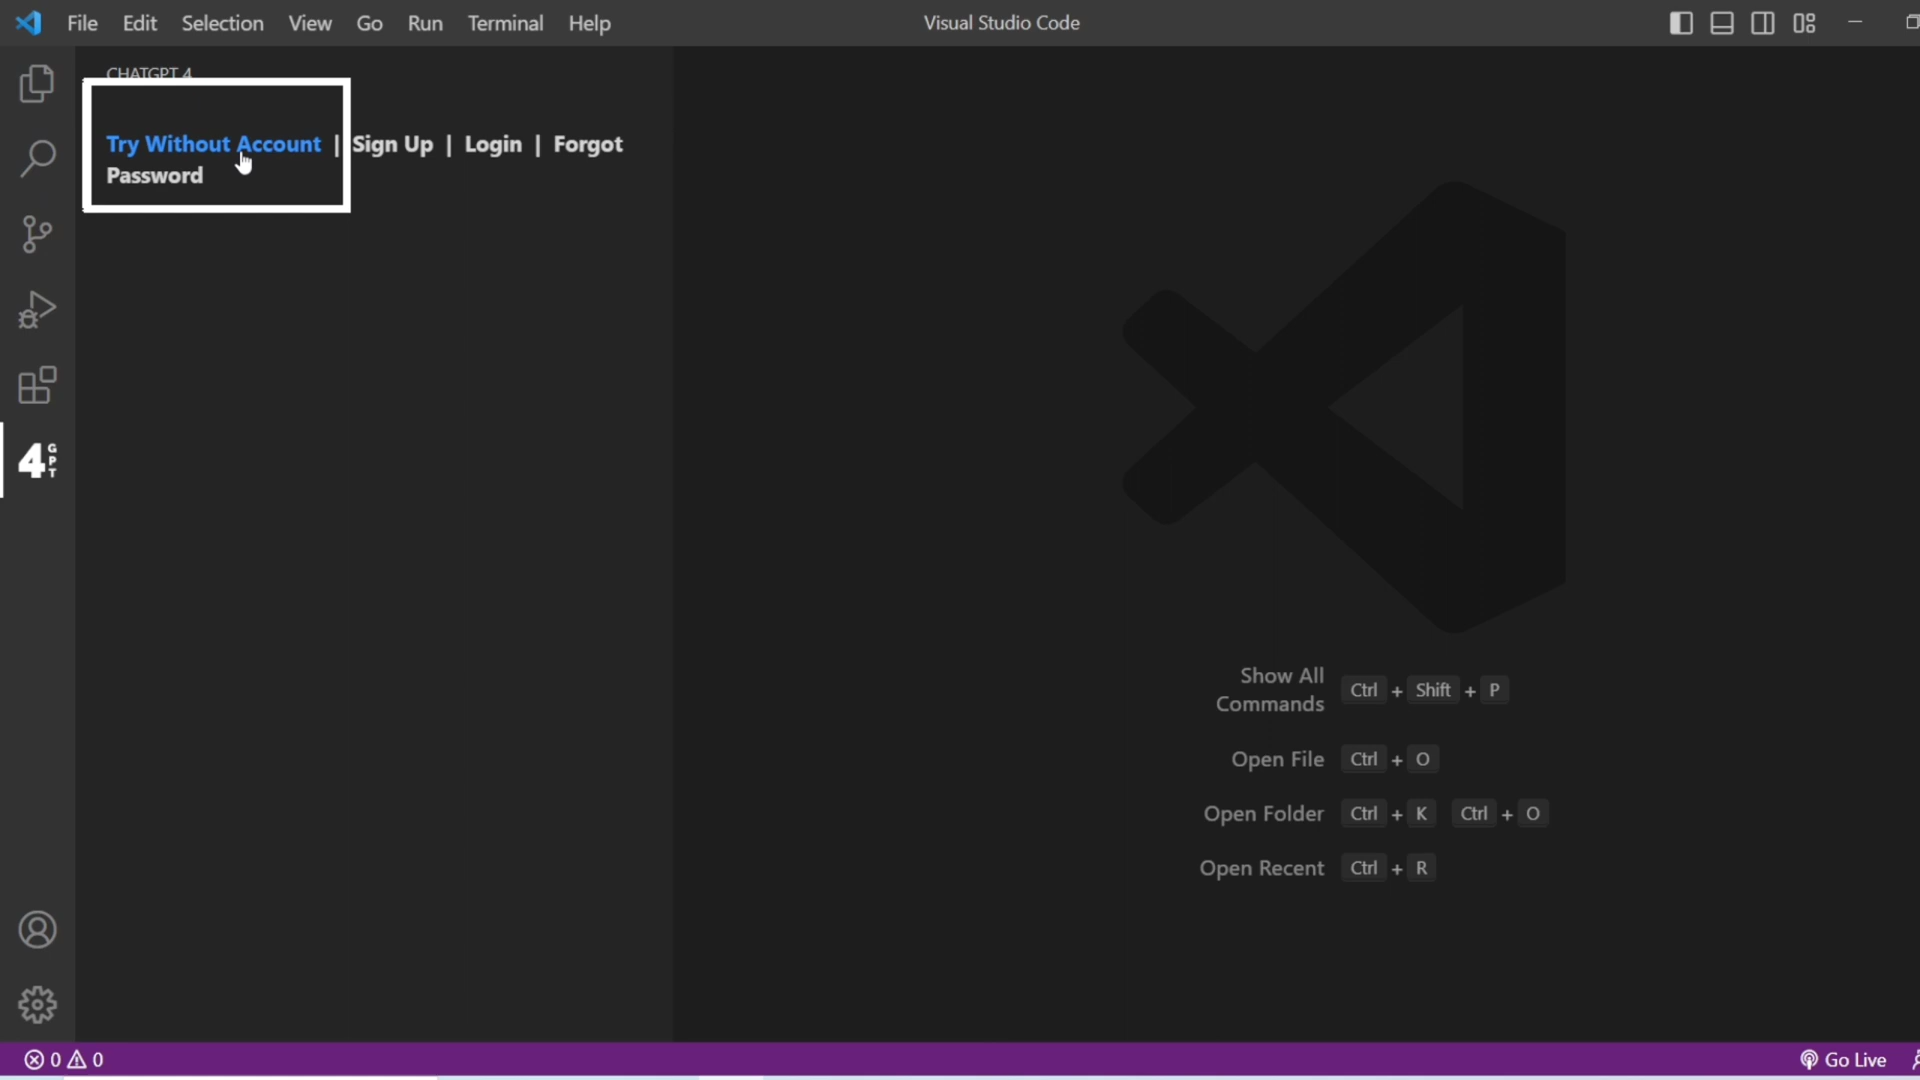 File Edit Selection View Go Run Terminal Help Visual Studio Code
CHATGPT 4
Try Without Account | Sign Up | Login | Forgot
Password
4 GPT
Show All
Commands Ctrl + Shift + P
Open File Ctrl + O
Open Folder Ctrl + K Ctrl + O
Open Recent Ctrl + R
0 0 Go Live